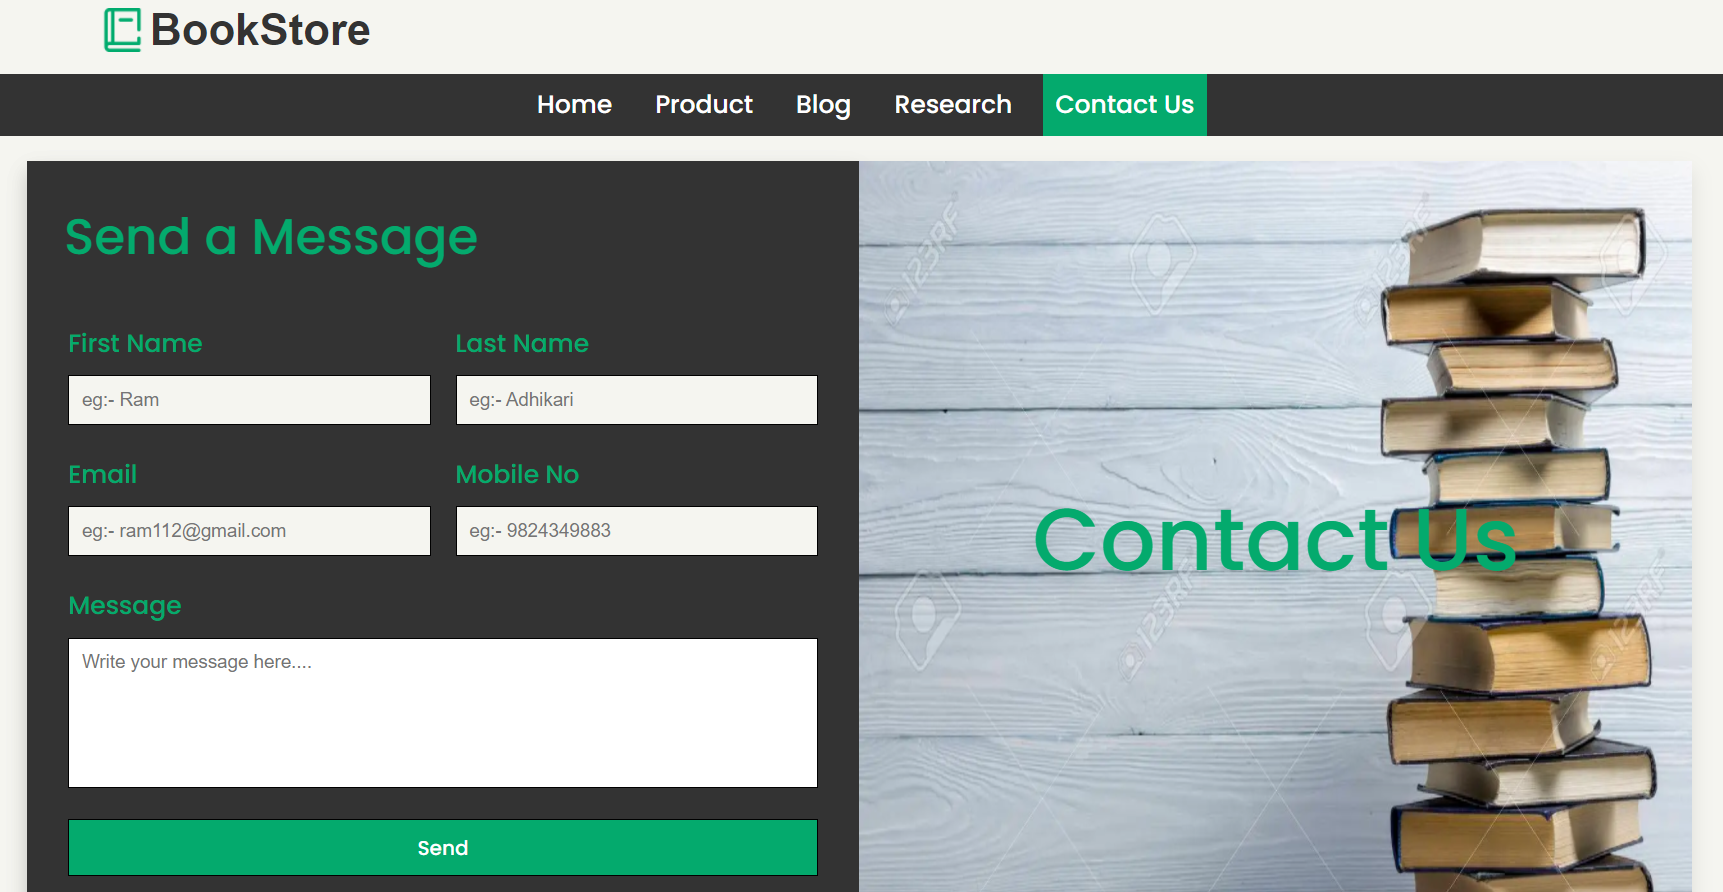 BookStore
Home Product Blog Research Contact Us
Send a Message
First Name Last Name
eg:- Ram eg:- Adhikari
Email Mobile No
eg:- ram112@gmail.com eg:- 9824349883
Message
Write your message here....
Send
123RF
123RF
Contact Us
123RF
123RF